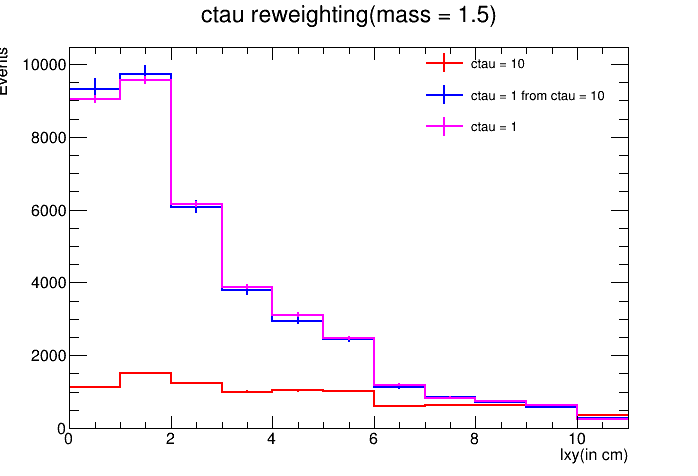 ctau reweighting(mass = 1.5)
Events
10000
8000
6000
4000
2000
0
ctau = 10
ctau = 1 from ctau = 10
ctau = 1
0 2 4 6 8 10
lxy(in cm)